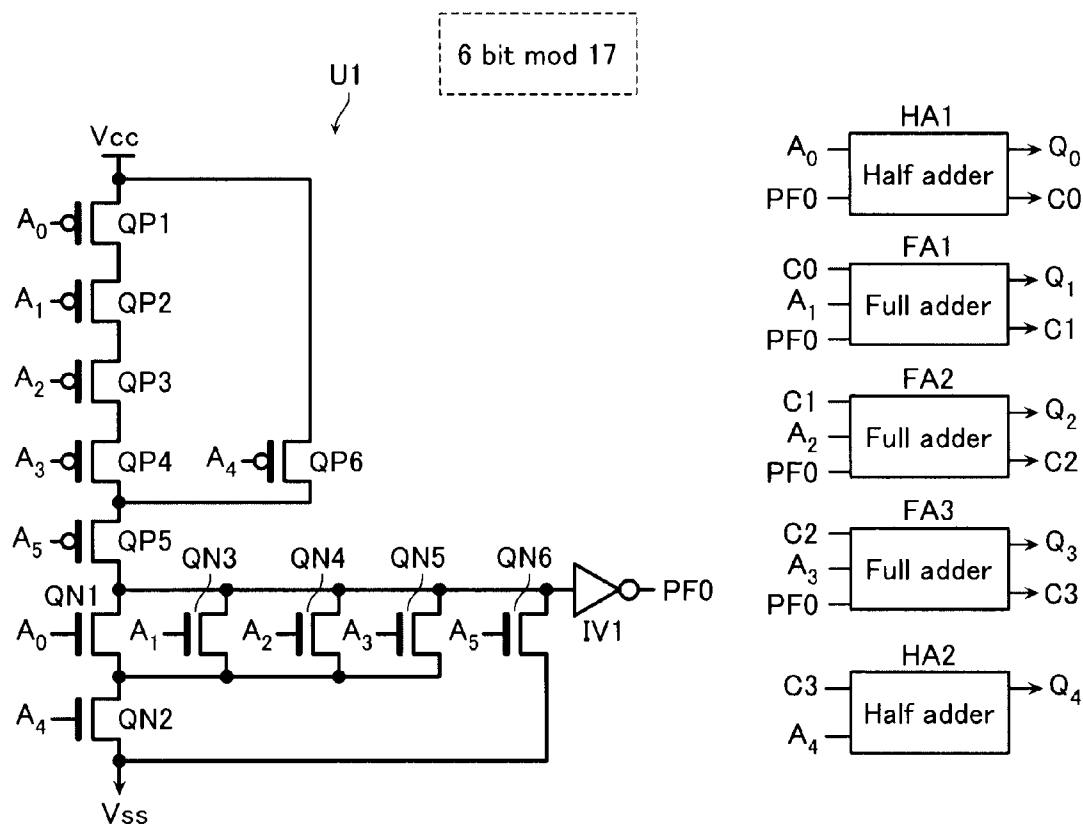 6 bit mod 17
U1
Vcc
A0
QP1
A1
QP2
A2
QP3
A3
QP4
A4
QP6
A5
QP5
QN3
QN4
QN5
QN6
QN1
A0
A1
A2
A3
A5
IV1
PF0
A4
QN2
Vss
HA1
A0
PF0
Half adder
Q0
C0
FA1
C0
A1
PF0
Full adder
Q1
C1
FA2
C1
A2
PF0
Full adder
Q2
C2
FA3
C2
A3
PF0
Full adder
Q3
C3
HA2
C3
A4
Half adder
Q4